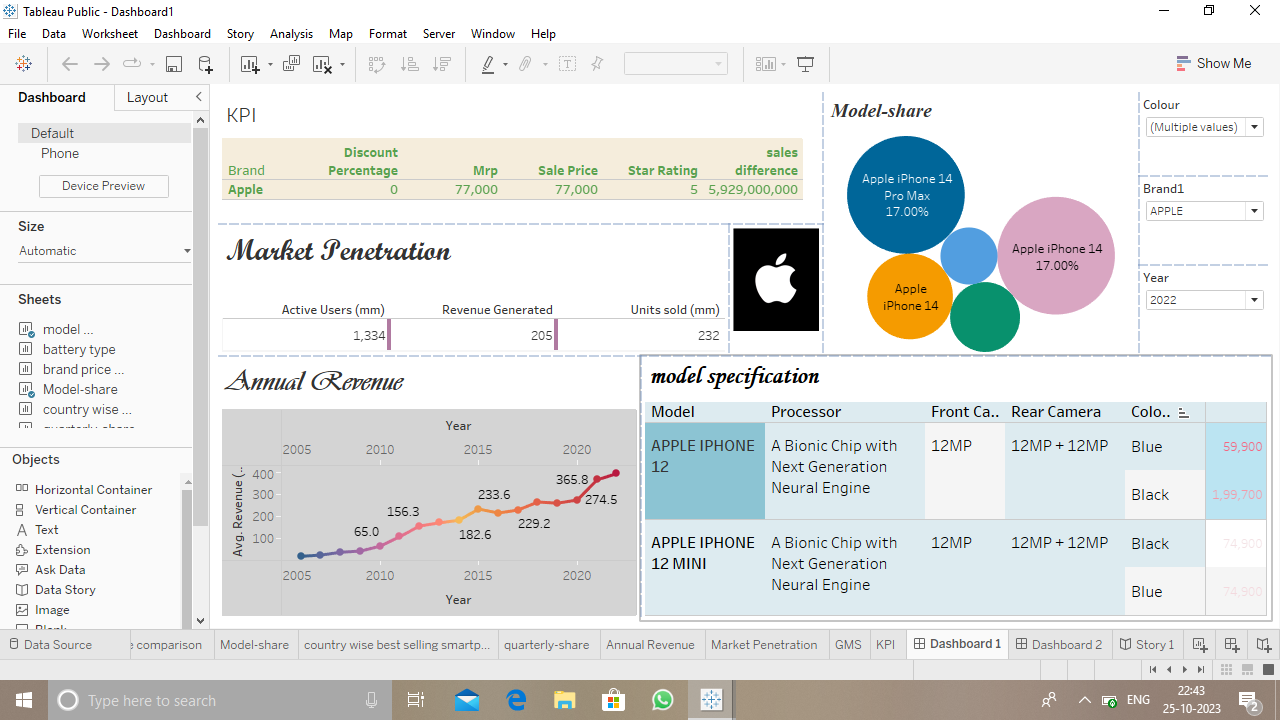 Tableau Public - Dashboard1
File Data Worksheet Dashboard Story Analysis Map Format Server Window Help
Show Me
Dashboard Layout
Default
Phone
Device Preview
Size
Automatic
Sheets
model ...
battery type
brand price ...
Model-share
country wise ...
Objects
Horizontal Container
Vertical Container
Text
Extension
Ask Data
Data Story
Image
KPI
Brand Discount Percentage Mrp Sale Price Star Rating sales difference
Apple 0 77,000 77,000 5 5,929,000,000
Market Penetration
Active Users (mm) Revenue Generated Units sold (mm)
1,334 205 232
Model-share
Apple iPhone 14
Pro Max
17.00%
Apple iPhone 14
17.00%
Apple
iPhone 14
Colour
(Multiple values)
Brand1
APPLE
Year
2022
Annual Revenue
Year
2005 2010 2015 2020
Avg. Revenue (..
400
300
200
100
65.0
156.3
182.6
233.6
229.2
365.8
274.5
2005 2010 2015 2020
Year
model specification
Model Processor Front Ca.. Rear Camera Colo..
APPLE IPHONE
12
A Bionic Chip with
Next Generation
Neural Engine
12MP
12MP + 12MP
Blue 59,900
Black 1,99,700
APPLE IPHONE
12 MINI
A Bionic Chip with
Next Generation
Neural Engine
12MP
12MP + 12MP
Black 74,900
Blue 74,900
Data Source comparison Model-share country wise best selling smartp... quarterly-share Annual Revenue Market Penetration GMS KPI Dashboard 1 Dashboard 2 Story 1
Type here to search
ENG
22:43
25-10-2023
2